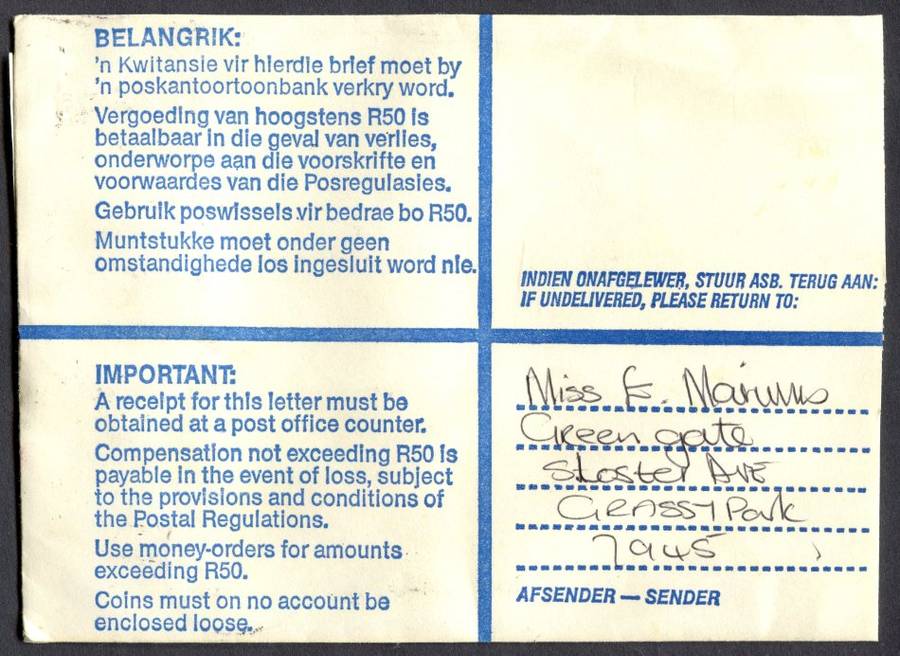 BELANGRIK:
'n Kwitansie vir hierdie brief moet by
'n poskantoortoonbank verkry word.
Vergoeding van hoogstens R50 is
betaalbaar in die geval van verlies,
onderworpe aan die voorskrifte en
voorwaardes van die Posregulasies.
Gebruik poswissels vir bedrae bo R50.
Muntstukke moet onder geen
omstandighede los ingesluit word nie.
INDIEN ONAFGELEWER, STUUR ASB. TERUG AAN:
IF UNDELIVERED, PLEASE RETURN TO:
IMPORTANT:
A receipt for this letter must be
obtained at a post office counter.
Compensation not exceeding R50 is
payable in the event of loss, subject
to the provisions and conditions of
the Postal Regulations.
Use money-orders for amounts
exceeding R50.
Coins must on no account be
enclosed loose.
Miss E.
Green gate
AVE
GRASSY Park
7945
AFSENDER — SENDER